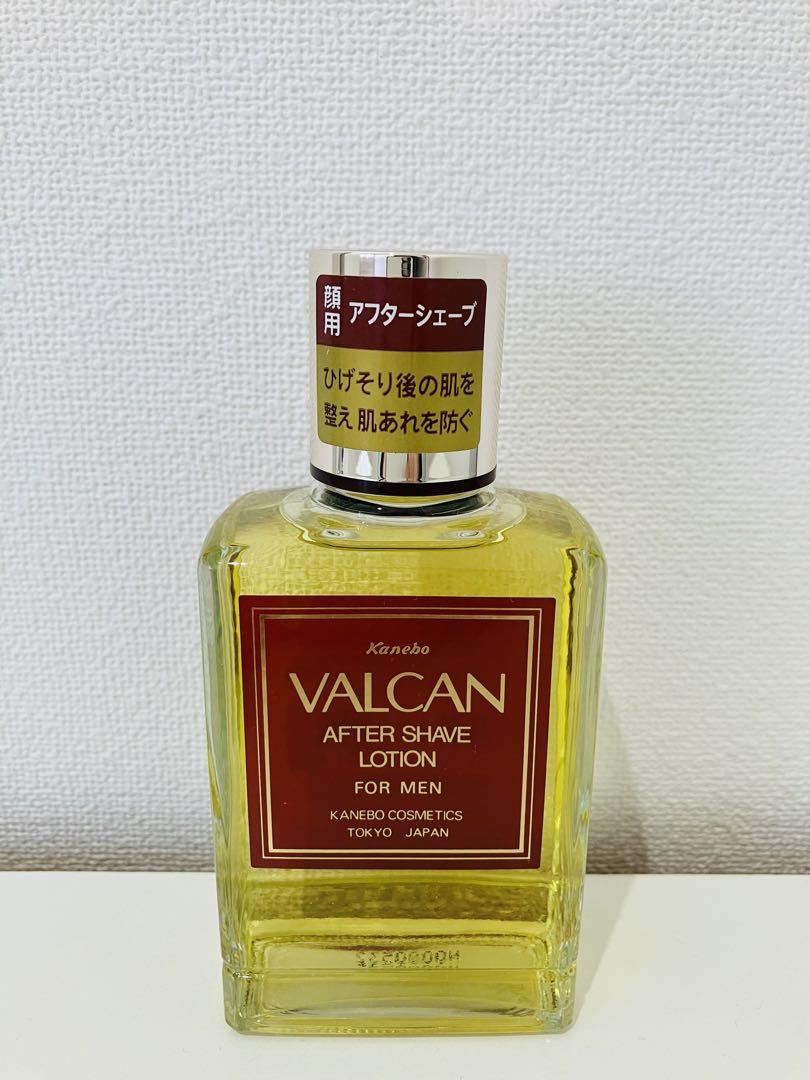 顔用 アフターシェーブ
ひげそり後の肌を
整え 肌あれを防ぐ
Kanebo
VALCAN
AFTER SHAVE
LOTION
FOR MEN
KANEBO COSMETICS
TOKYO JAPAN